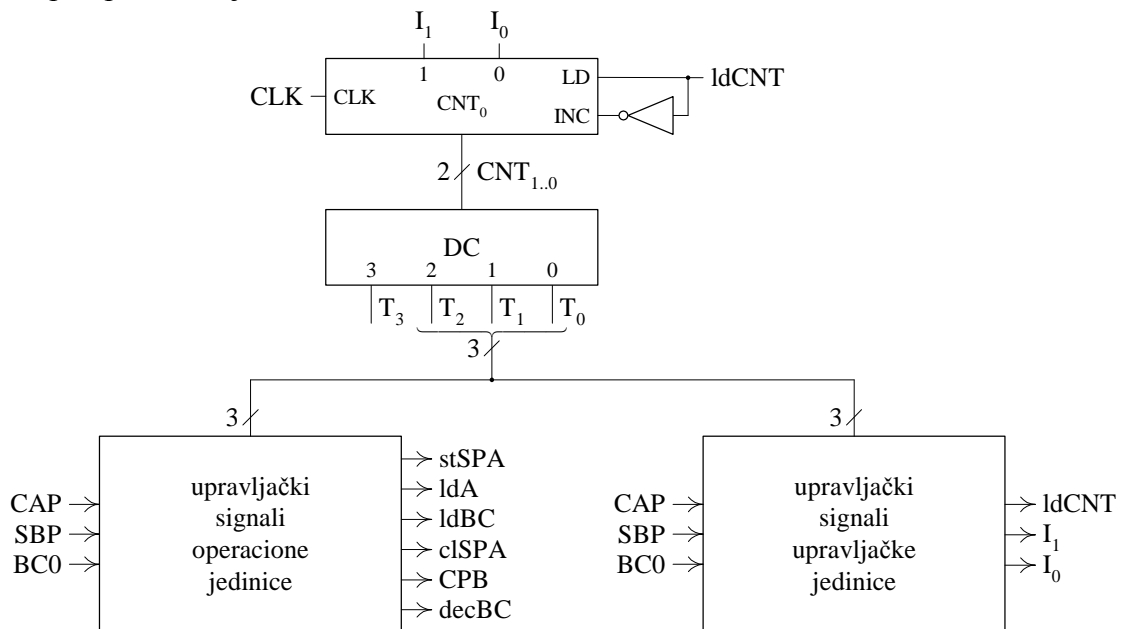 I1 I0
1 0 LD ldCNT
CLK CLK CNT0
INC
2 CNT1..0
DC
3 2 1 0
T3 T2 T1 T0
3
3 3
stSPA
upravljački ldA upravljački
CAP signali ldBC CAP signali ldCNT
SBP operacione clSPA SBP upravljačke I1
BC0 jedinice CPB BC0 jedinice I0
decBC